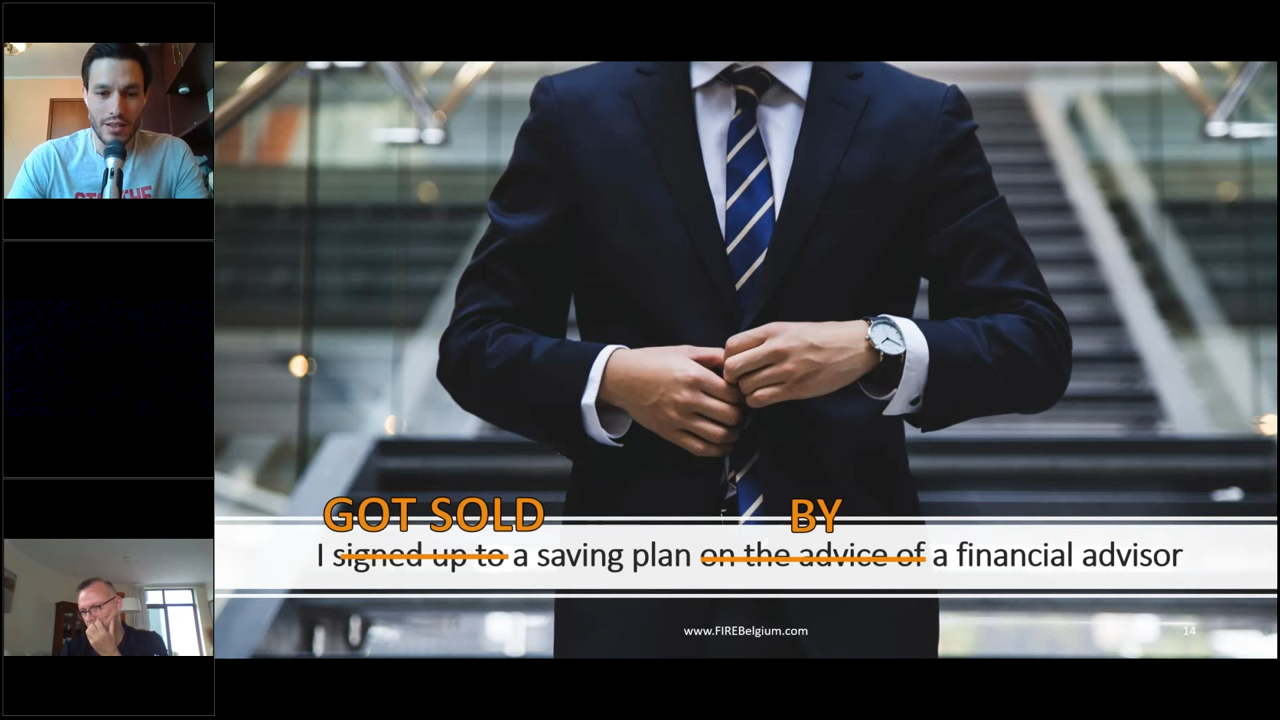 GOT SOLD BY
I signed up to a saving plan on the advice of a financial advisor
www.FIREBelgium.com 14